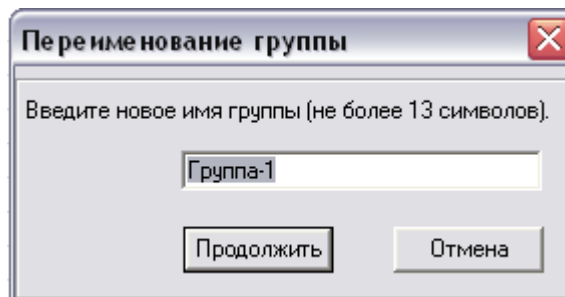 Переименование группы
Введите новое имя группы (не более 13 символов).
Группа-1
Продолжить
Отмена